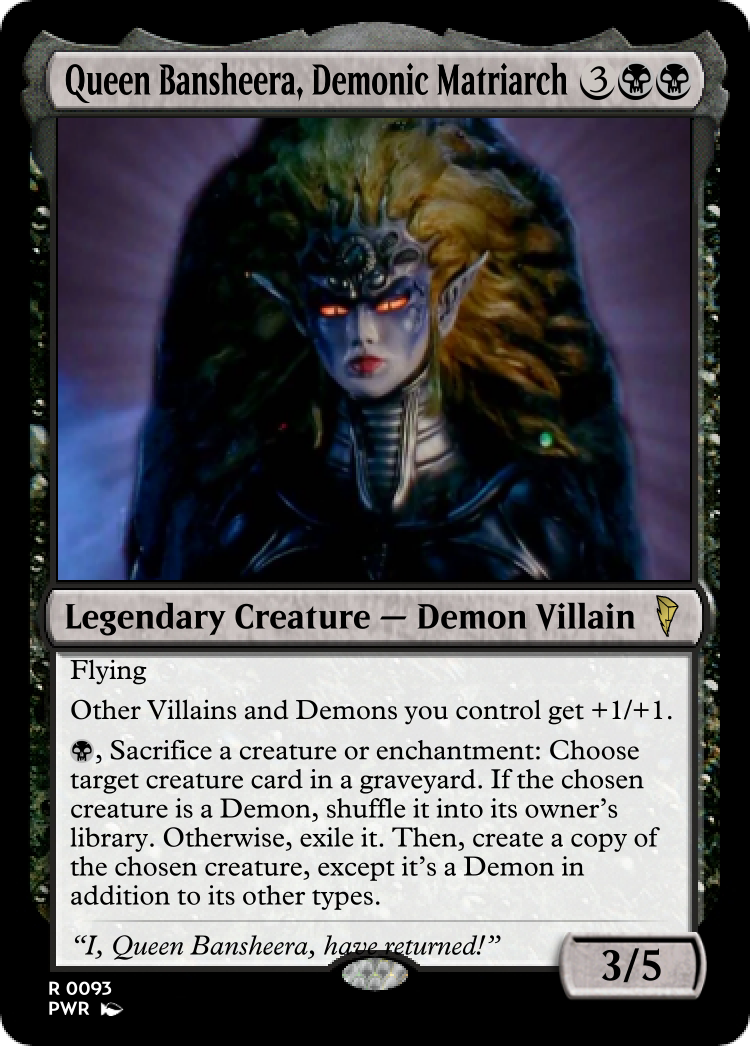 Queen Bansheera, Demonic Matriarch 3
Legendary Creature — Demon Villain
Flying
Other Villains and Demons you control get +1/+1.
, Sacrifice a creature or enchantment: Choose
target creature card in a graveyard. If the chosen
creature is a Demon, shuffle it into its owner's
library. Otherwise, exile it. Then, create a copy of
the chosen creature, except it's a Demon in
addition to its other types.
“I, Queen Bansheera, have returned!”
3/5
R 0093
PWR